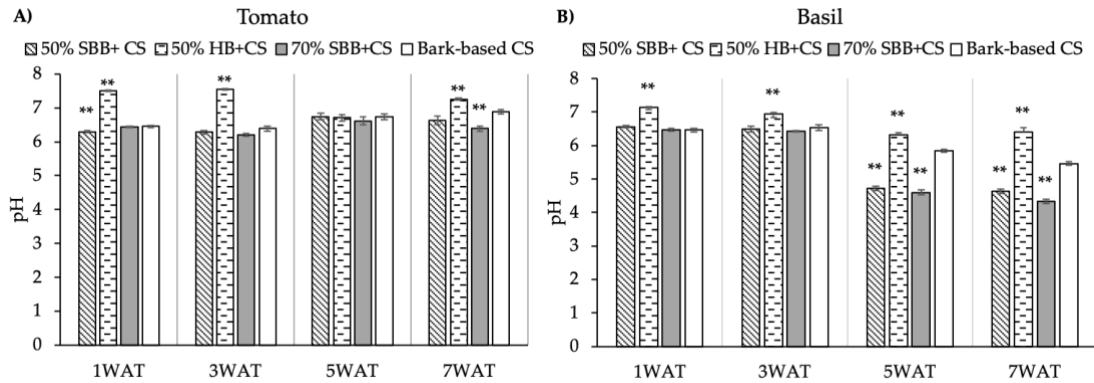 A) Tomato
50% SBB+ CS 50% HB+CS 70% SBB+CS Bark-based CS
8
7
6
5
4
3
2
1
0
pH
** ** ** ** **
1WAT 3WAT 5WAT 7WAT
B) Basil
50% SBB+ CS 50% HB+CS 70% SBB+CS Bark-based CS
8
7
6
5
4
3
2
1
0
pH
** ** ** ** ** ** ** **
1WAT 3WAT 5WAT 7WAT